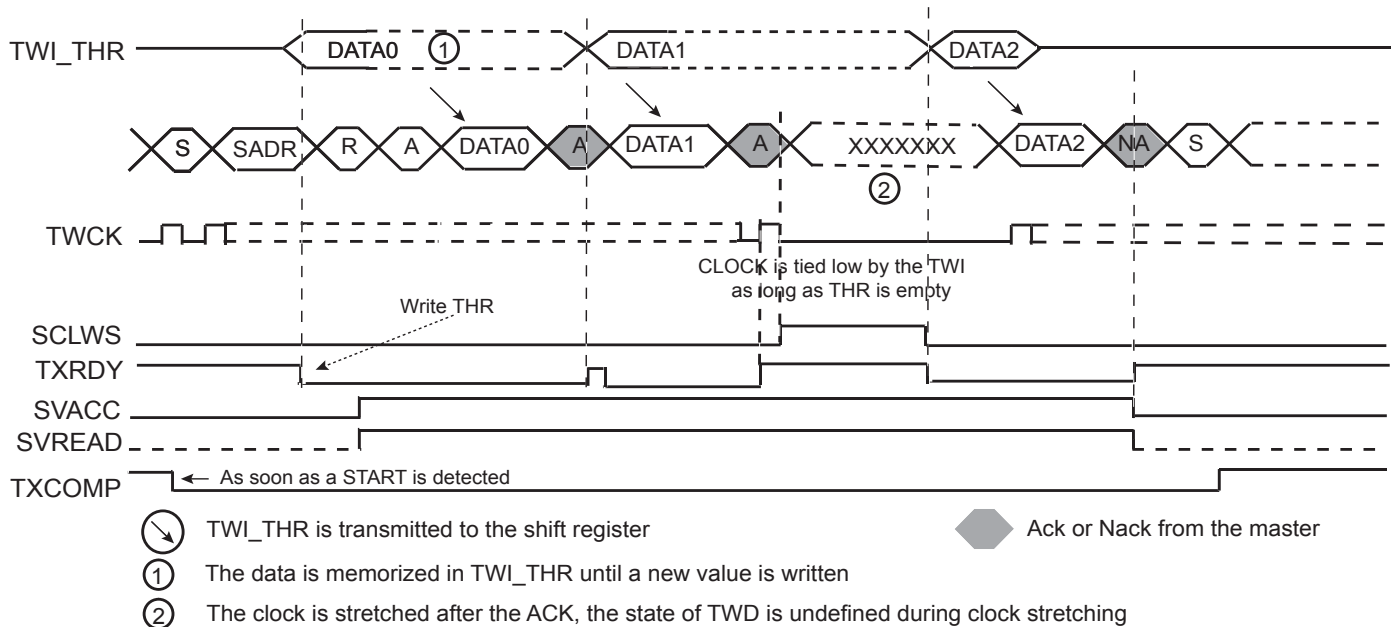 TWI_THR DATA0 1 DATA1 DATA2
S SADR R A DATA0 A DATA1 A XXXXXXX DATA2 NA S
2
TWCK
CLOCK is tied low by the TWI
as long as THR is empty
Write THR
SCLWS
TXRDY
SVACC
SVREAD
TXCOMP As soon as a START is detected
TWI_THR is transmitted to the shift register Ack or Nack from the master
1 The data is memorized in TWI_THR until a new value is written
2 The clock is stretched after the ACK, the state of TWD is undefined during clock stretching